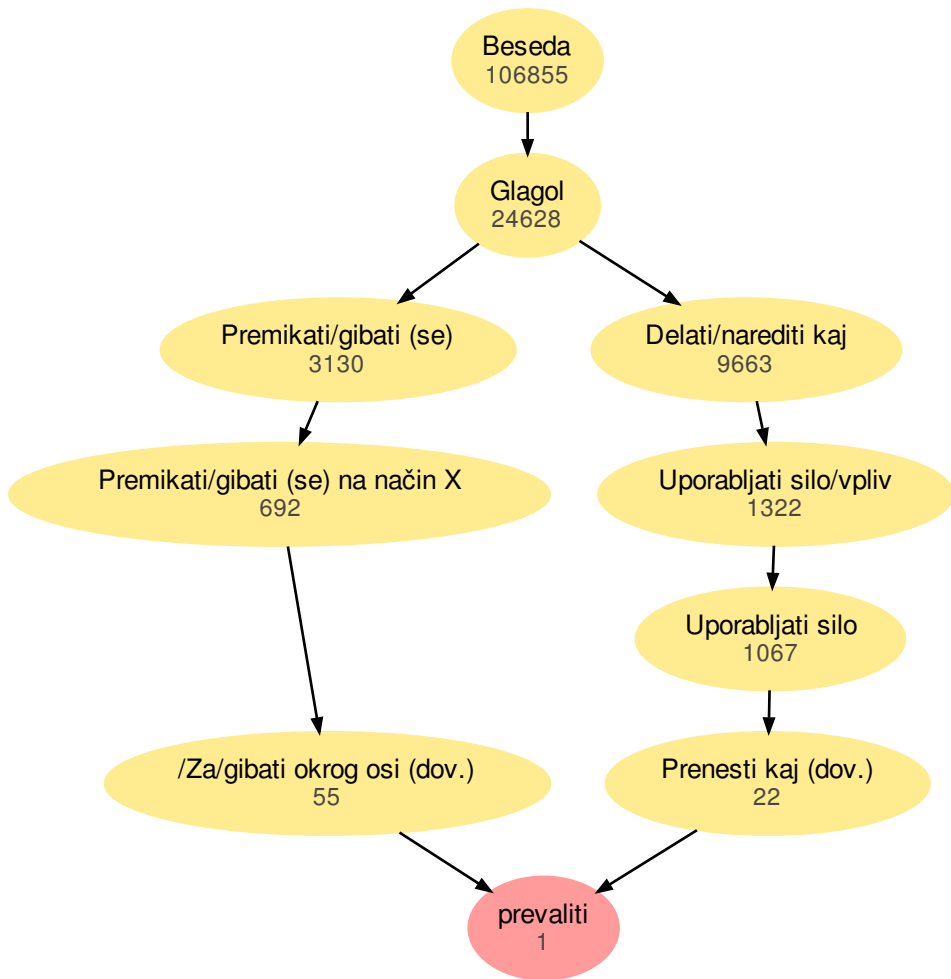 Beseda
106855
Glagol
24628
Premikati/gibati (se)
3130
Delati/narediti kaj
9663
Premikati/gibati (se) na način X
692
Uporabljati silo/vpliv
1322
Uporabljati silo
1067
/Za/gibati okrog osi (dov.)
55
Prenesti kaj (dov.)
22
prevaliti
1